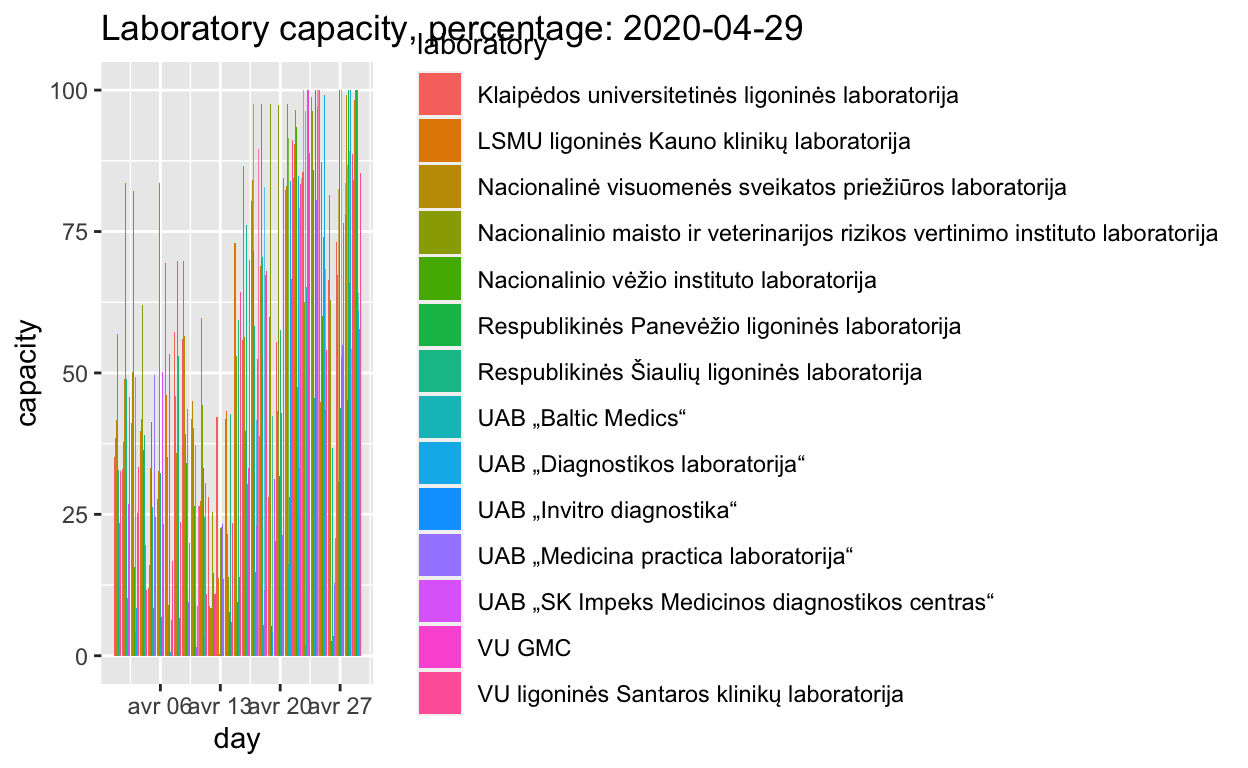 Laboratory capacity, percentage: 2020-04-29
laboratory
100
75
50
25
0
capacity
avr 06
avr 13
avr 20
avr 27
day
Klaipėdos universitetinės ligoninės laboratorija
LSMU ligoninės Kauno klinikų laboratorija
Nacionalinė visuomenės sveikatos priežiūros laboratorija
Nacionalinio maisto ir veterinarijos rizikos vertinimo instituto laboratorija
Nacionalinio vėžio instituto laboratorija
Respublikinės Panevėžio ligoninės laboratorija
Respublikinės Šiaulių ligoninės laboratorija
UAB „Baltic Medics“
UAB „Diagnostikos laboratorija“
UAB „Invitro diagnostika“
UAB „Medicina practica laboratorija“
UAB „SK Impeks Medicinos diagnostikos centras“
VU GMC
VU ligoninės Santaros klinikų laboratorija